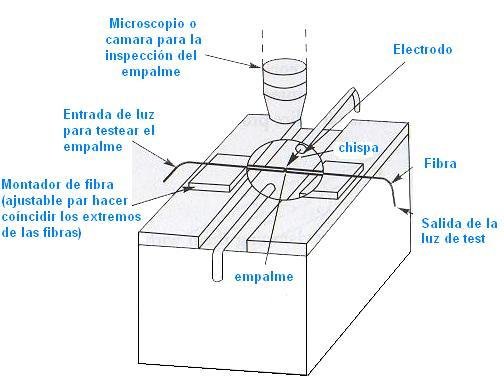 Microscopio o
camara para la
inspección del
empalme
Electrodo
Entrada de luz
para testear el
empalme
chispa
Fibra
Montador de fibra
(ajustable par hacer
coíncidir los extremos
de las fibras)
Salida de la
luz de test
empalme